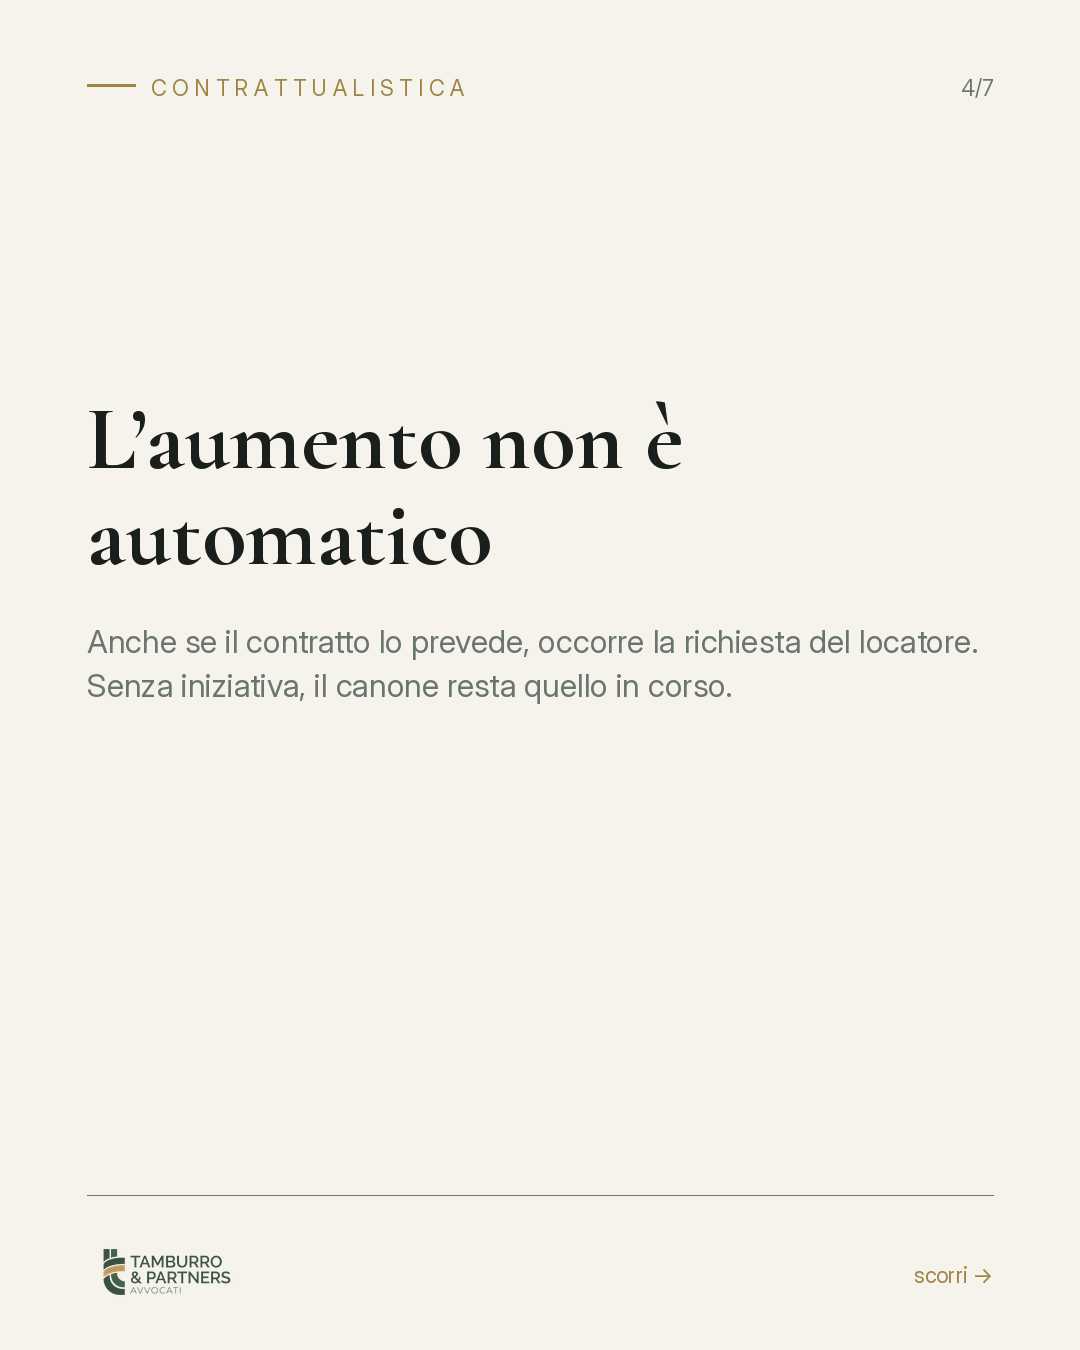 CONTRATTUALISTICA
4/7
L’aumento non è
automatico
Anche se il contratto lo prevede, occorre la richiesta del locatore.
Senza iniziativa, il canone resta quello in corso.
TAMBURRO
& PARTNERS
AVVOCATI
scorri →